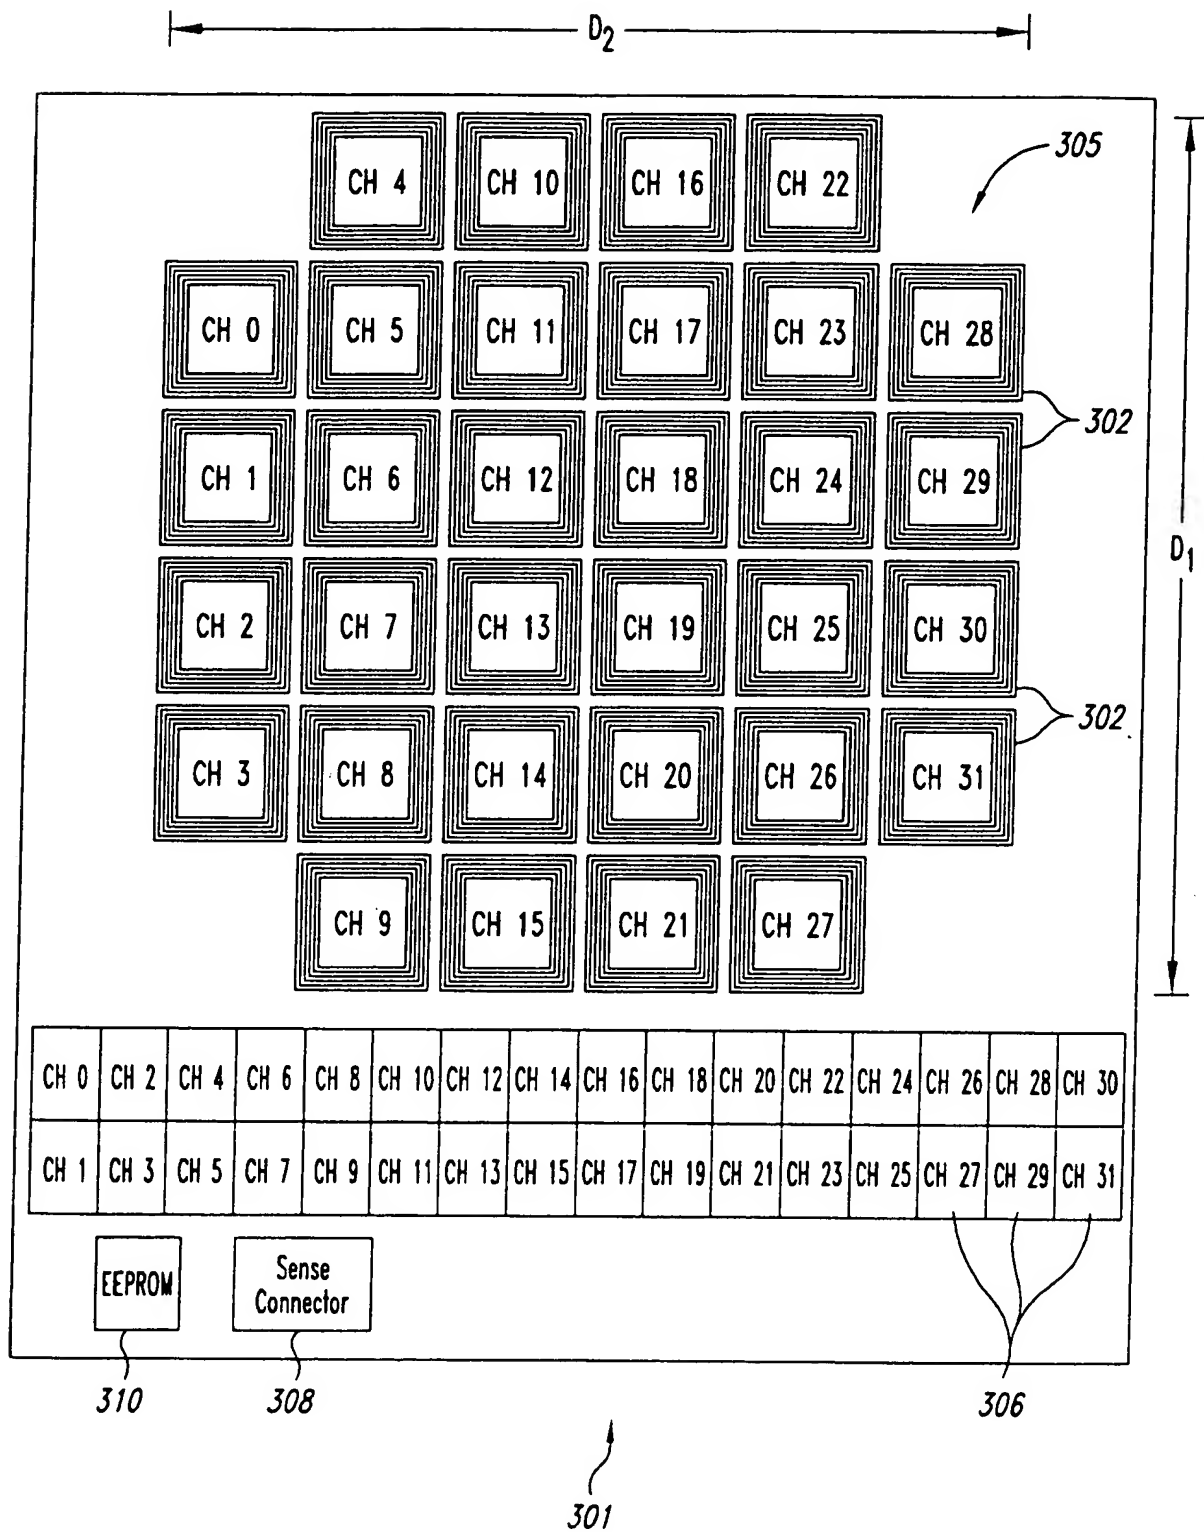 D2
305
CH 4 CH 10 CH 16 CH 22
CH 0 CH 5 CH 11 CH 17 CH 23 CH 28
302
CH 1 CH 6 CH 12 CH 18 CH 24 CH 29
D1
CH 2 CH 7 CH 13 CH 19 CH 25 CH 30
302
CH 3 CH 8 CH 14 CH 20 CH 26 CH 31
CH 9 CH 15 CH 21 CH 27
CH 0 CH 2 CH 4 CH 6 CH 8 CH 10 CH 12 CH 14 CH 16 CH 18 CH 20 CH 22 CH 24 CH 26 CH 28 CH 30
CH 1 CH 3 CH 5 CH 7 CH 9 CH 11 CH 13 CH 15 CH 17 CH 19 CH 21 CH 23 CH 25 CH 27 CH 29 CH 31
EEPROM
Sense
Connector
310 308 306
301